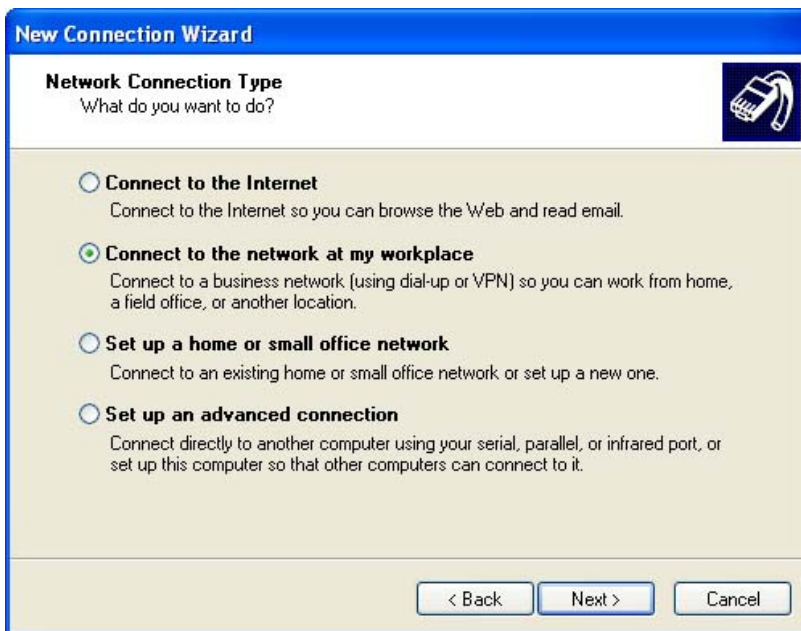 New Connection Wizard
Network Connection Type
What do you want to do?
Connect to the Internet
Connect to the Internet so you can browse the Web and read email.
Connect to the network at my workplace
Connect to a business network (using dial-up or VPN) so you can work from home,
a field office, or another location.
Set up a home or small office network
Connect to an existing home or small office network or set up a new one.
Set up an advanced connection
Connect directly to another computer using your serial, parallel, or infrared port, or
set up this computer so that other computers can connect to it.
< Back
Next >
Cancel